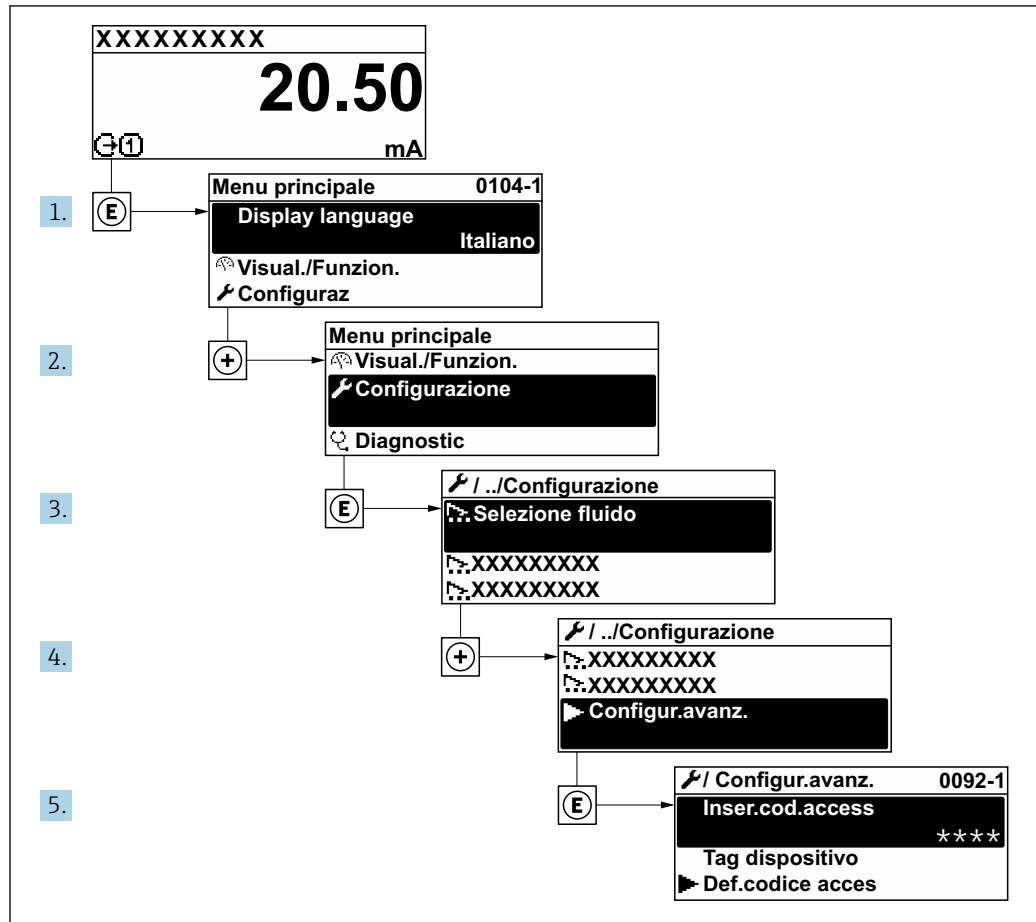 XXXXXXXXX
20.50
1 mA
Menu principale 0104-1
1. E Display language
Italiano
Visual./Funzion.
Configuraz
Menu principale
2. + Visual./Funzion.
Configurazione
Diagnostic
/ ../Configurazione
3. E Selezione fluido
XXXXXXXXX
XXXXXXXXX
/ ../Configurazione
4. + XXXXXXXXX
XXXXXXXXX
Configur.avanz.
/ Configur.avanz. 0092-1
5. E Inser.cod.access
****
Tag dispositivo
Def.codice acces